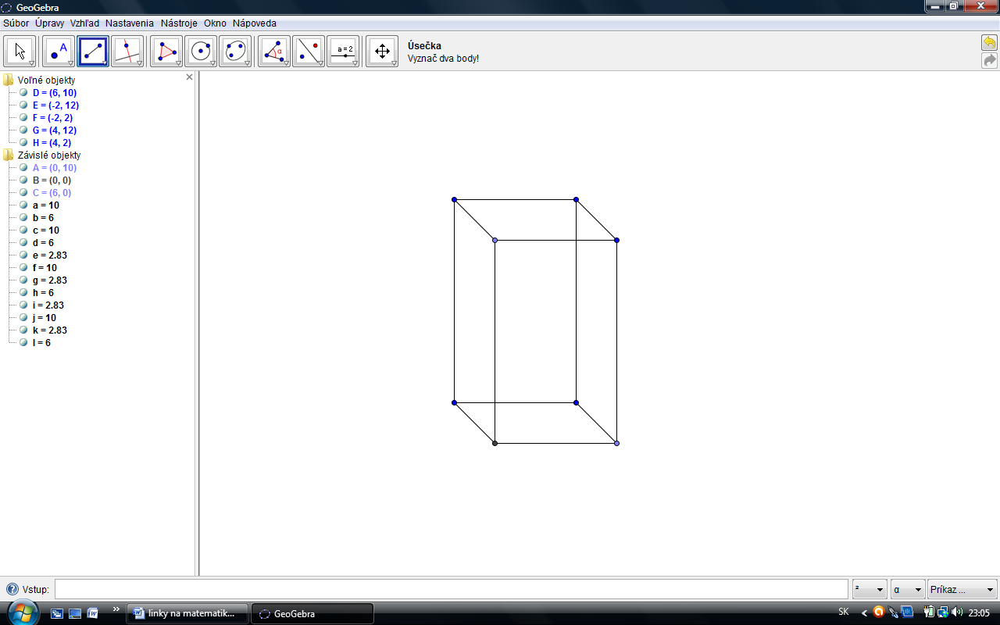 GeoGebra
Súbor Úpravy Vzhľad Nastavenia Nástroje Okno Nápoveda
A
α
a = 2
Úsečka
Vyznač dva body!
Voľné objekty
D = (6, 10)
E = (-2, 12)
F = (-2, 2)
G = (4, 12)
H = (4, 2)
Závislé objekty
A = (0, 10)
B = (0, 0)
C = (6, 0)
a = 10
b = 6
c = 10
d = 6
e = 2.83
f = 10
g = 2.83
h = 6
i = 2.83
j = 10
k = 2.83
l = 6
Vstup:
²
α
Príkaz ...
linky na matematik...
GeoGebra
SK
23:05